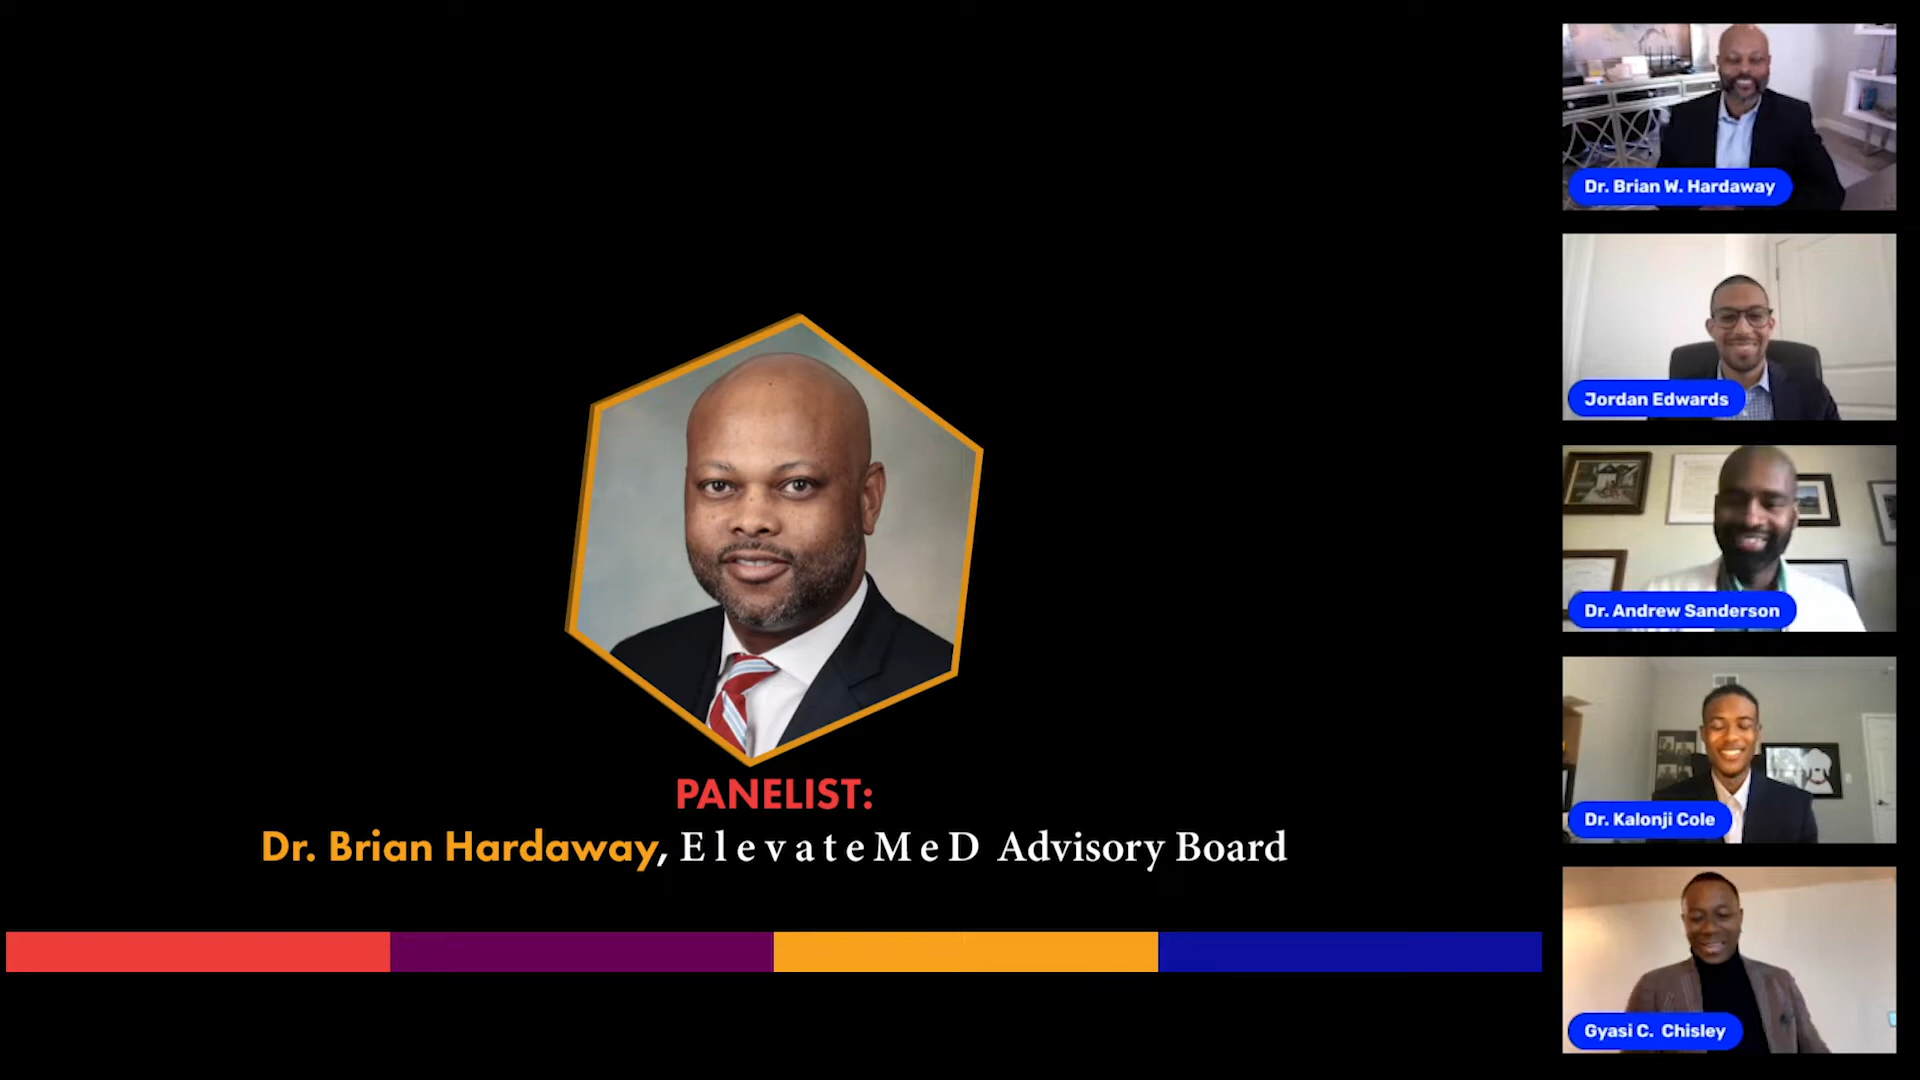 PANELIST:
Dr. Brian Hardaway, ElevateMeD Advisory Board
Dr. Brian W. Hardaway
Jordan Edwards
Dr. Andrew Sanderson
Dr. Kalonji Cole
Gyasi C. Chisley